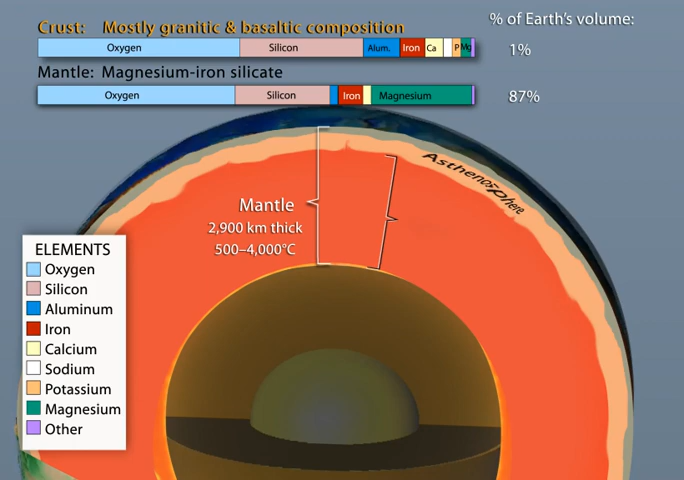 % of Earth's volume:
Crust: Mostly granitic & basaltic composition
Oxygen Silicon Alum. Iron Ca P Mg
1%
Mantle: Magnesium-iron silicate
Oxygen Silicon Iron Magnesium
87%
Asthenosphere
Mantle
2,900 km thick
500–4,000°C
ELEMENTS
Oxygen
Silicon
Aluminum
Iron
Calcium
Sodium
Potassium
Magnesium
Other